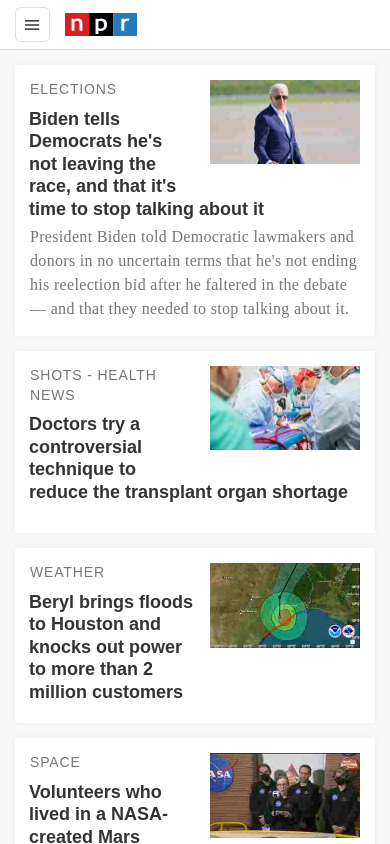 npr
ELECTIONS
Biden tells
Democrats he's
not leaving the
race, and that it's
time to stop talking about it
President Biden told Democratic lawmakers and
donors in no uncertain terms that he's not ending
his reelection bid after he faltered in the debate
— and that they needed to stop talking about it.
SHOTS - HEALTH
NEWS
Doctors try a
controversial
technique to
reduce the transplant organ shortage
WEATHER
Beryl brings floods
to Houston and
knocks out power
to more than 2
million customers
SPACE
Volunteers who
lived in a NASA-
created Mars